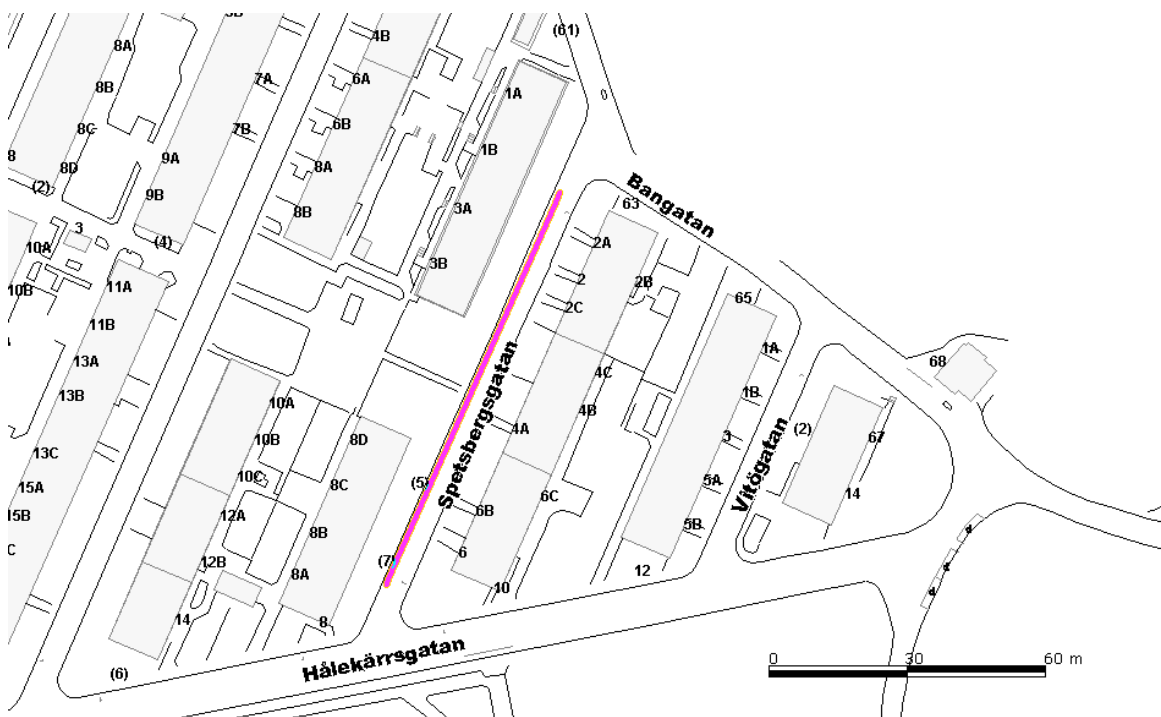 (61)
4B
8A
6A
7A
8B
1A
6B
8C
7B
1B
9A
8A
8
8D
Bangatan
(2)
9B
63
3A
8B
3
(4)
2A
10A
3B
2
2B
11A
10B
65
2C
11B
1A
13A
68
4C
13B
1B
10A
4B
Spetsbergsgatan
4A
(2)
3
67
10B
8D
13C
Vitögatan
10C
(5)
8C
5A
15A
6C
14
12A
6B
15B
5B
8B
C
6
(7)
12B
8A
12
10
14
8
Hålekärrsgatan
(6)
0 30 60 m